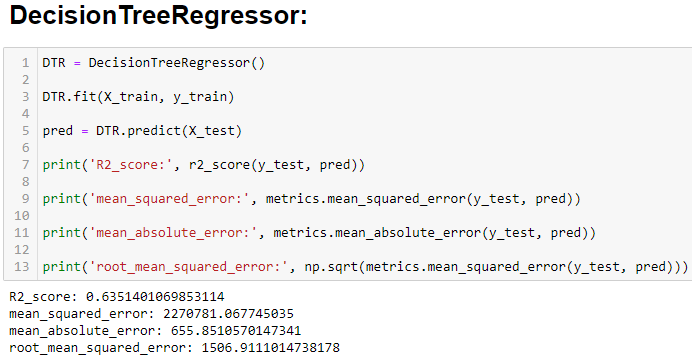 DecisionTreeRegressor:
1 DTR = DecisionTreeRegressor()
2
3 DTR.fit(X_train, y_train)
4
5 pred = DTR.predict(X_test)
6
7 print('R2_score:', r2_score(y_test, pred))
8
9 print('mean_squared_error:', metrics.mean_squared_error(y_test, pred))
10
11 print('mean_absolute_error:', metrics.mean_absolute_error(y_test, pred))
12
13 print('root_mean_squared_error:', np.sqrt(metrics.mean_squared_error(y_test, pred)))
R2_score: 0.6351401069853114
mean_squared_error: 2270781.067745035
mean_absolute_error: 655.8510570147341
root_mean_squared_error: 1506.9111014738178